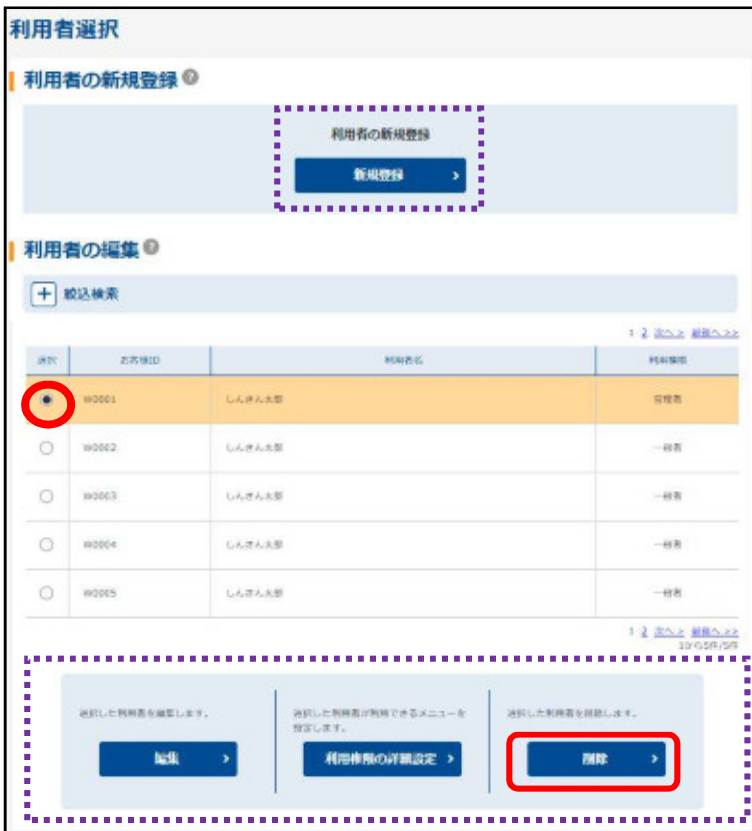 利用者選択
利用者の新規登録 ?
利用者の新規登録
新規登録 >
利用者の編集 ?
+ 絞込検索
1 2 次へ > 最後へ >>
選択 お客様ID 利用者名 利用権限
W0001 しんきん太郎 管理者
W0002 しんきん太郎 一般者
W0003 しんきん太郎 一般者
W0004 しんきん太郎 一般者
W0005 しんきん太郎 一般者
1 2 次へ > 最後へ >>
選択した利用者を編集します。
編集 >
選択した利用者が利用できるメニューを
設定します。
利用権限の詳細設定 >
選択した利用者を削除します。
削除 >